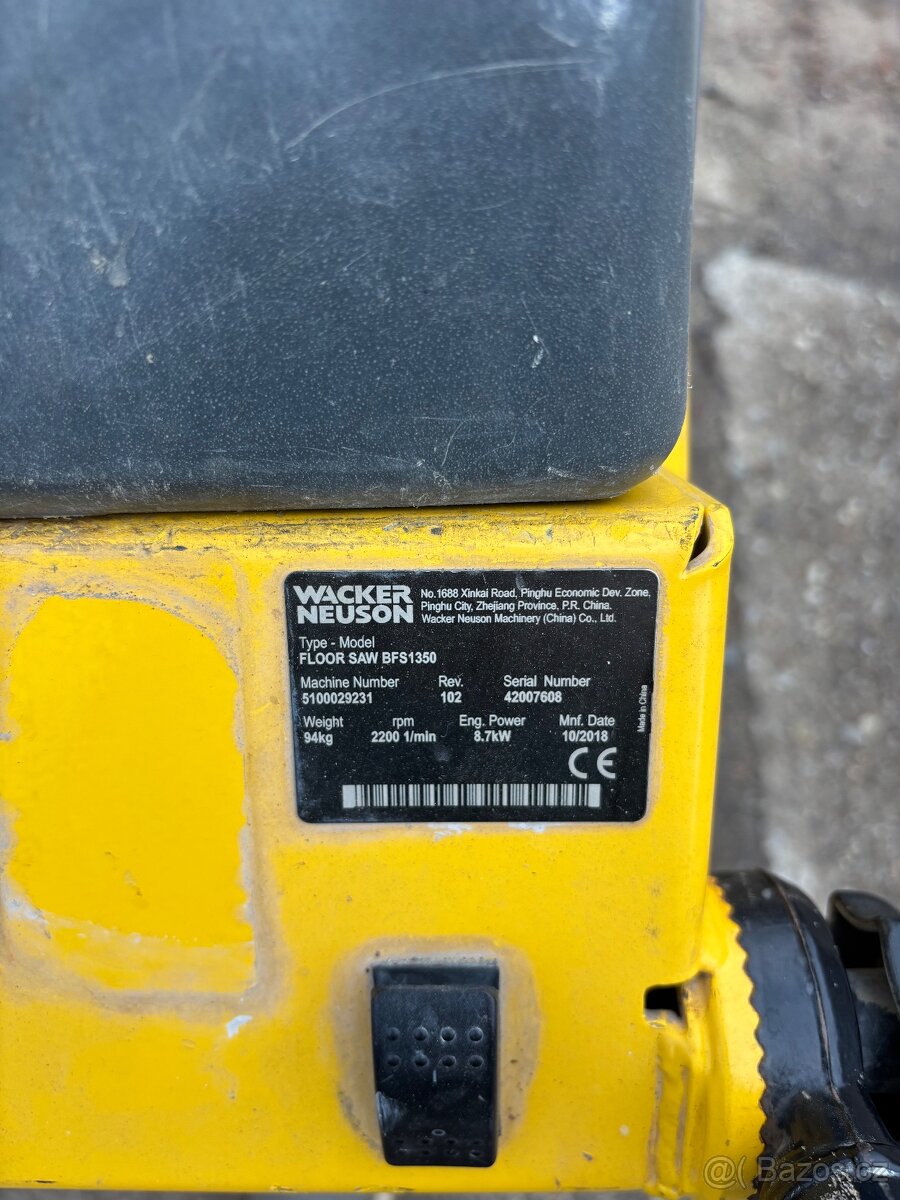 WACKER
NEUSON
No.1688 Xinkai Road, Pinghu Economic Dev. Zone,
Pinghu City, Zhejiang Province, P.R. China.
Wacker Neuson Machinery (China) Co., Ltd.
Type - Model
FLOOR SAW BFS1350
Machine Number Rev. Serial Number
5100029231 102 42007608
Weight rpm Eng. Power Mnf. Date
94kg 2200 1/min 8.7kW 10/2018
CE
Made in China
@( Bazos.cz